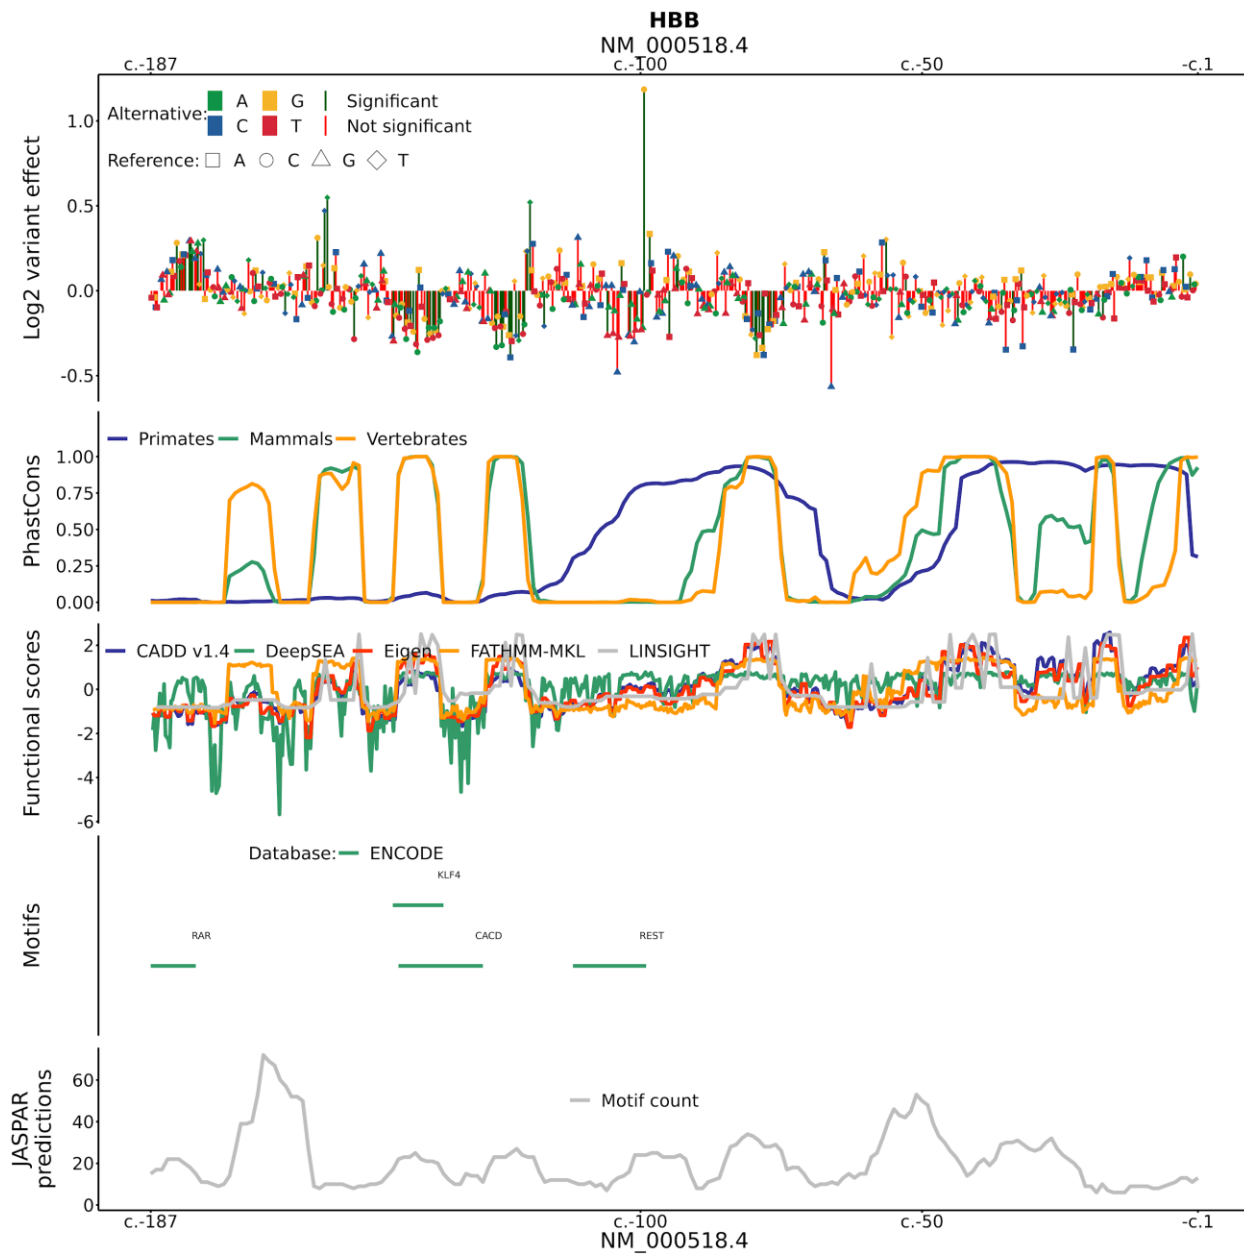 HBB
NM_000518.4
c.-187 c.-100 c.-50 -c.1
Log2 variant effect
1.0
0.5
0.0
-0.5
Alternative: A G Significant
C T Not significant
Reference: A C G T
PhastCons
Primates Mammals Vertebrates
1.00
0.75
0.50
0.25
0.00
Functional scores
CADD v1.4 DeepSEA Eigen FATHMM-MKL LINSIGHT
2
0
-2
-4
-6
Motifs
Database: ENCODE
KLF4
RAR CACD REST
JASPAR
predictions
60
40
20
0
Motif count
c.-187 c.-100 c.-50 -c.1
NM_000518.4